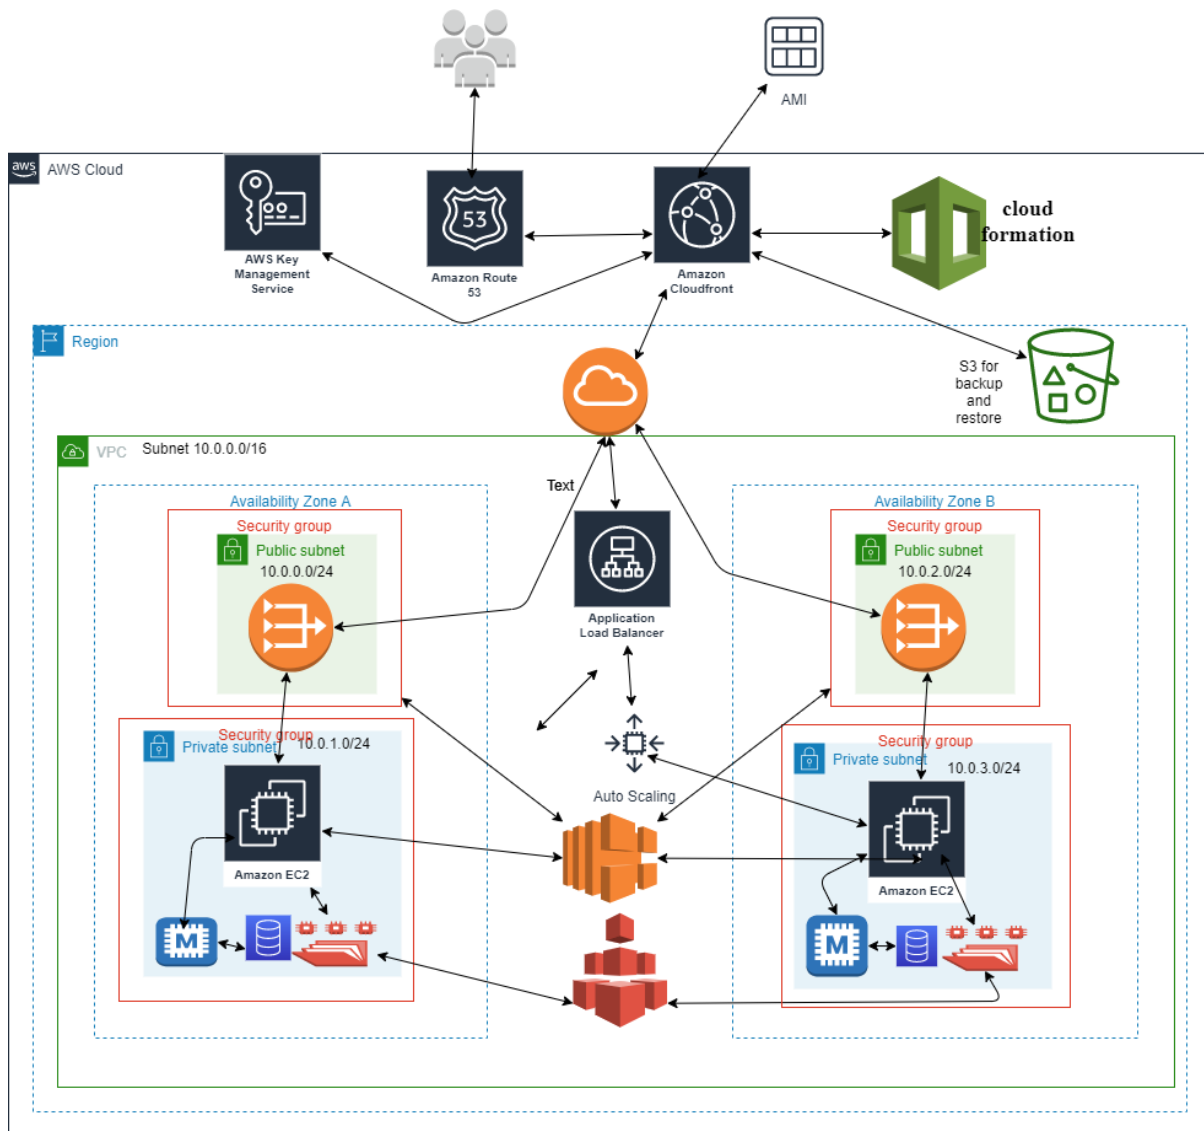 AMI
aws
AWS Cloud
53
cloud
formation
AWS Key
Management
Service
Amazon Route
53
Amazon
Cloudfront
Region
S3 for
backup
and
restore
VPC
Subnet 10.0.0.0/16
Text
Availability Zone A
Availability Zone B
Security group
Security group
Public subnet
Public subnet
10.0.0.0/24
10.0.2.0/24
Application
Load Balancer
Security group
Private subnet
10.0.1.0/24
Security group
Private subnet
10.0.3.0/24
Auto Scaling
Amazon EC2
Amazon EC2
M
M